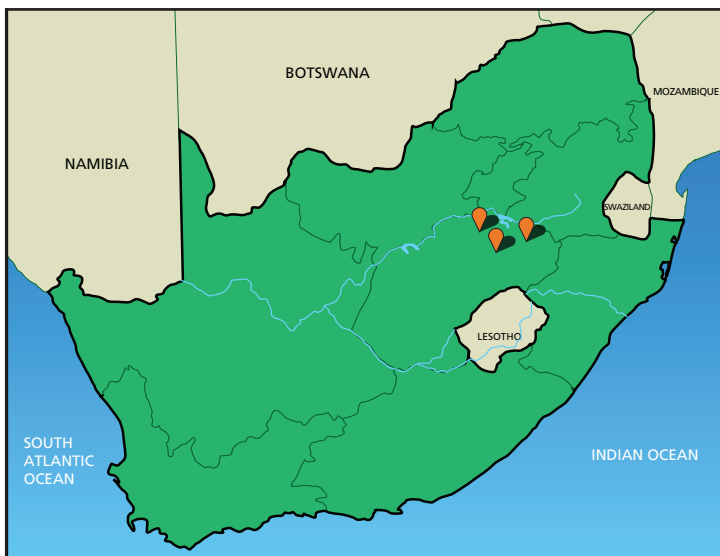 BOTSWANA
MOZAMBIQUE
NAMIBIA
SWAZILAND
LESOTHO
SOUTH
ATLANTIC
OCEAN
INDIAN OCEAN